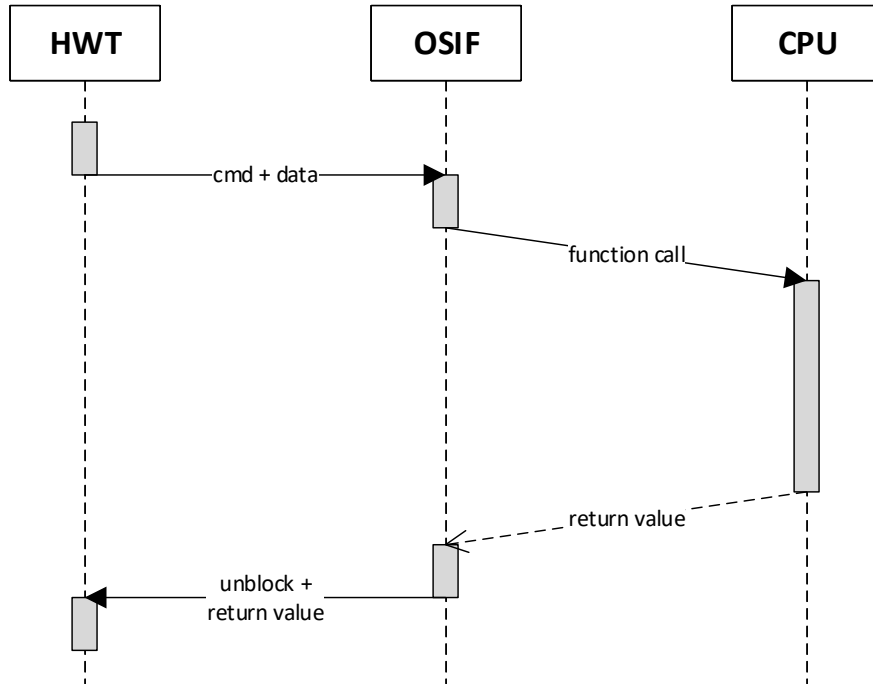 HWT
OSIF
CPU
cmd + data
function call
return value
unblock +
return value